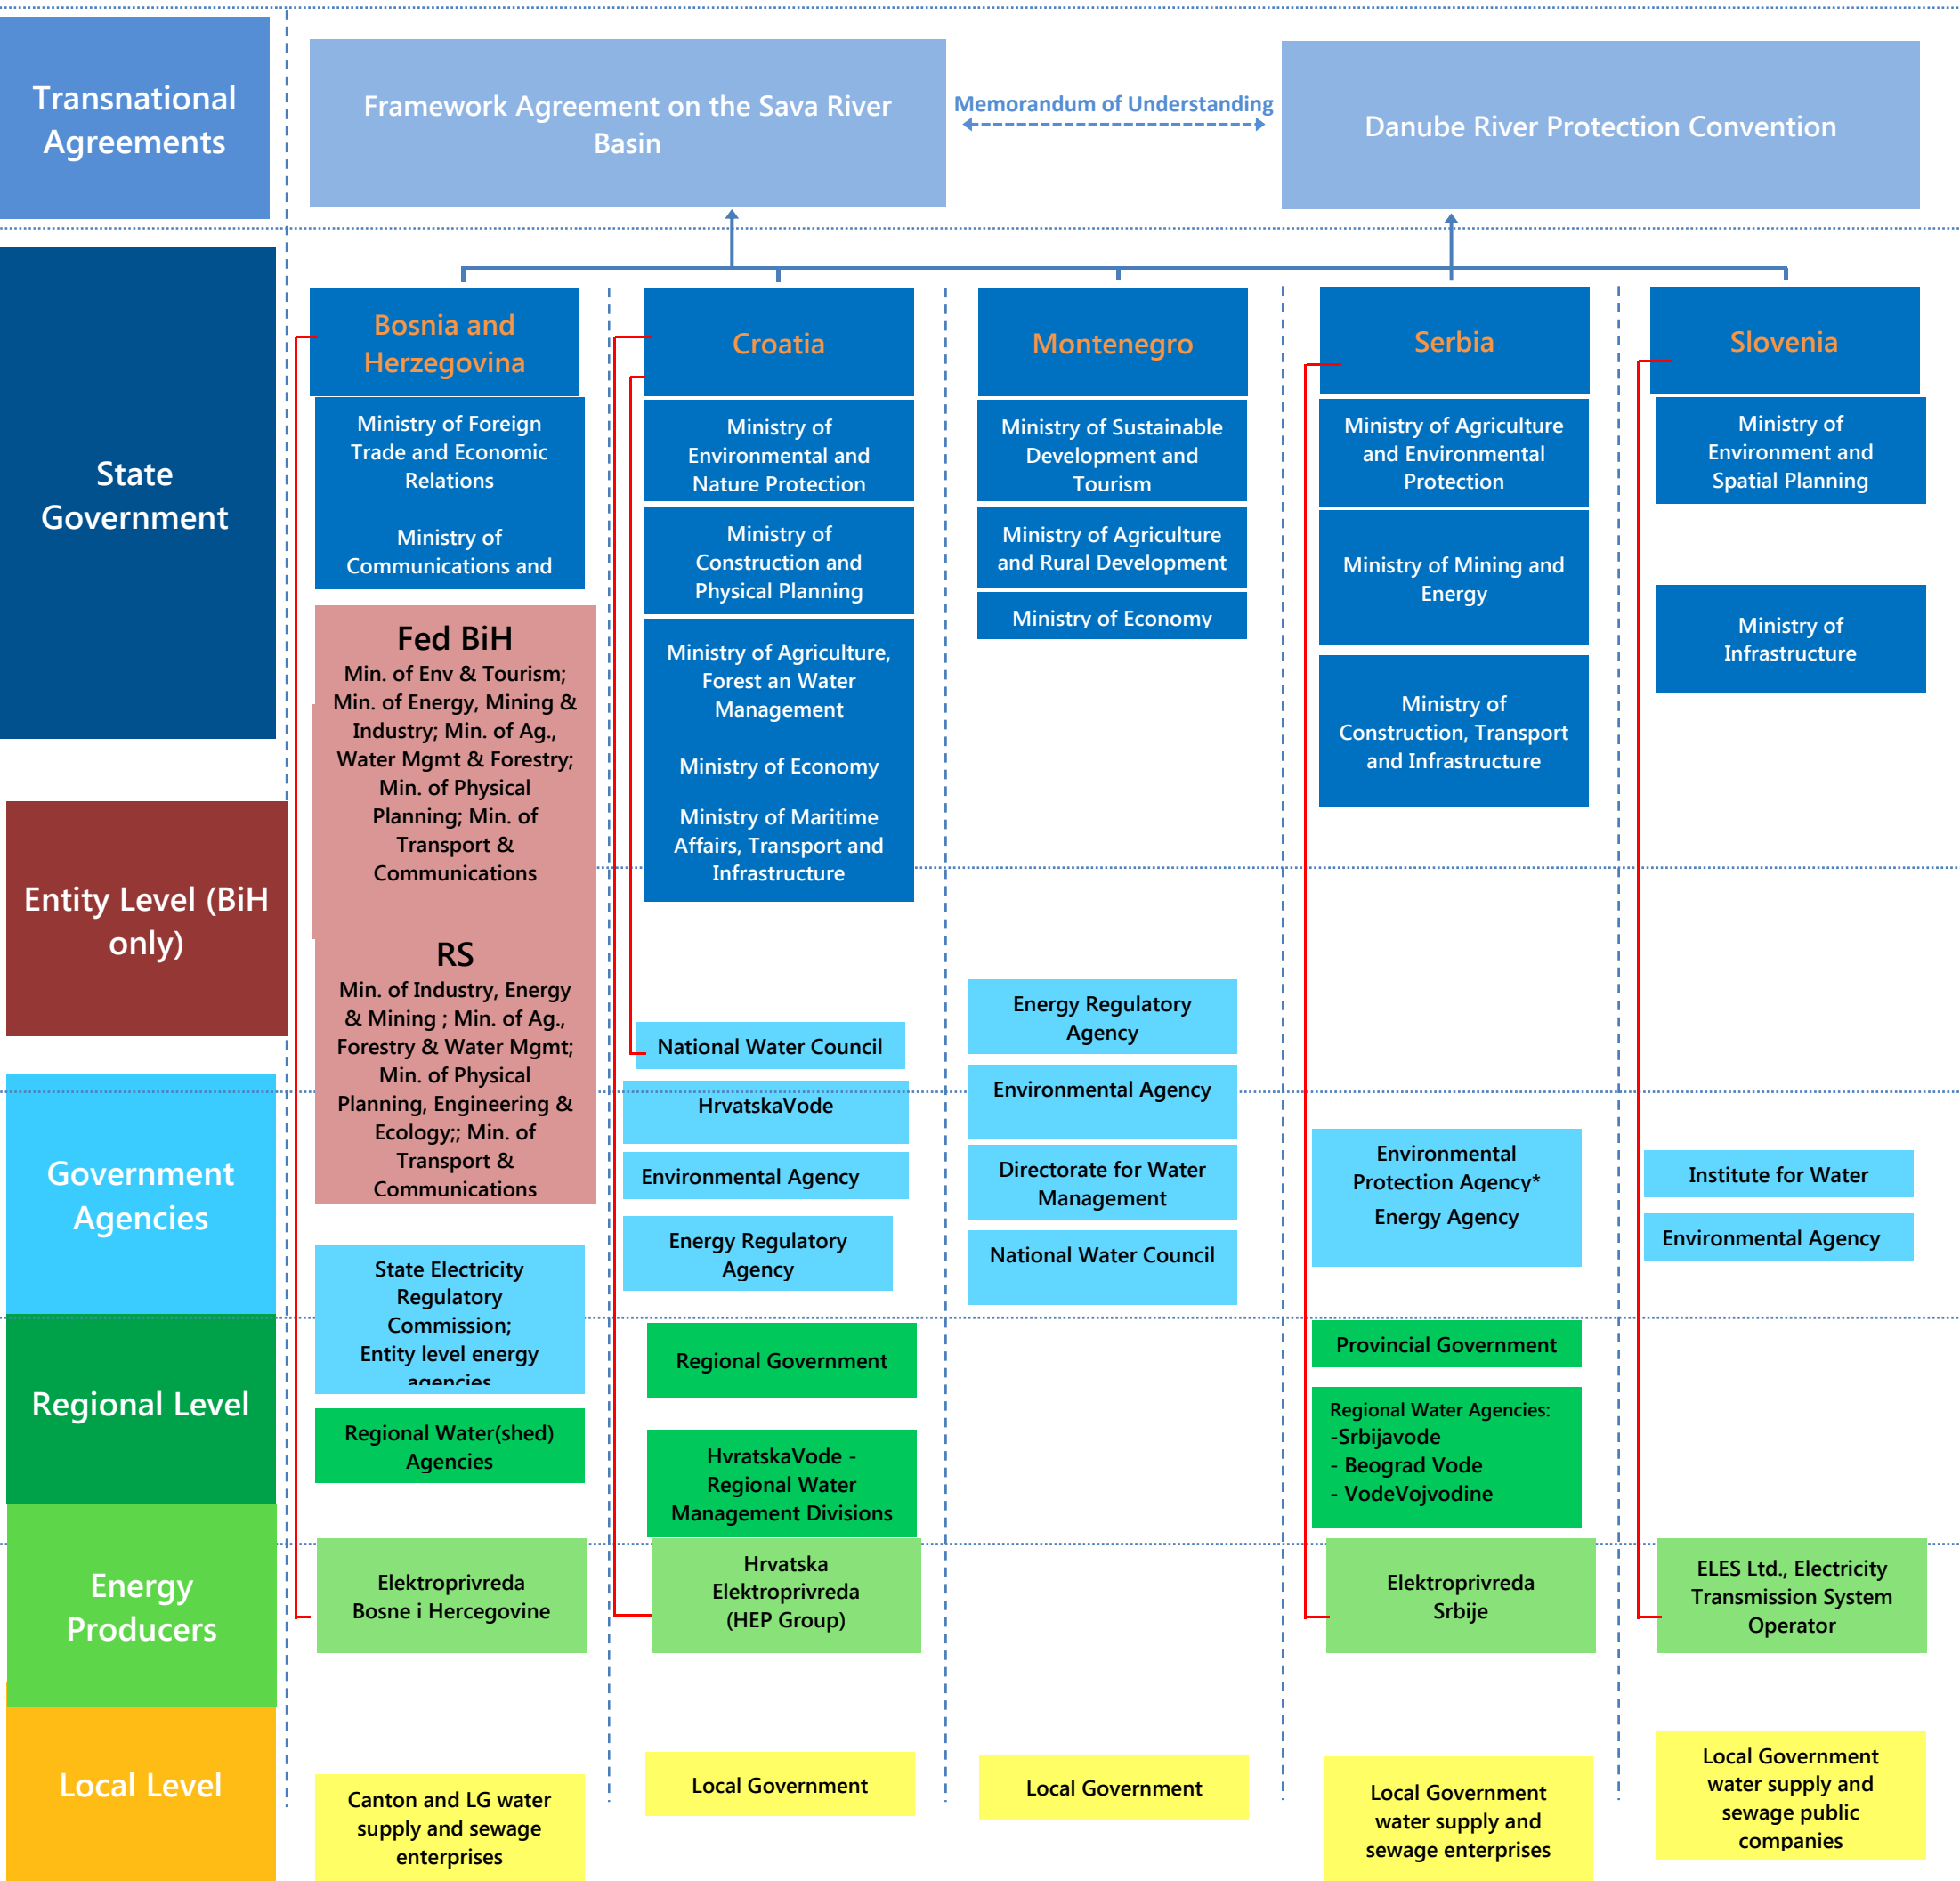 Transnational
Agreements
Framework Agreement on the Sava River
Basin
Memorandum of Understanding
Danube River Protection Convention
State
Government
Bosnia and
Herzegovina
Ministry of Foreign
Trade and Economic
Relations
Ministry of
Communications and
Croatia
Ministry of
Environmental and
Nature Protection
Ministry of
Construction and
Physical Planning
Ministry of Agriculture,
Forest an Water
Management
Ministry of Economy
Ministry of Maritime
Affairs, Transport and
Infrastructure
Montenegro
Ministry of Sustainable
Development and
Tourism
Ministry of Agriculture
and Rural Development
Ministry of Economy
Serbia
Ministry of Agriculture
and Environmental
Protection
Ministry of Mining and
Energy
Ministry of
Construction, Transport
and Infrastructure
Slovenia
Ministry of
Environment and
Spatial Planning
Ministry of
Infrastructure
Entity Level (BiH
only)
Fed BiH
Min. of Env & Tourism;
Min. of Energy, Mining &
Industry; Min. of Ag.,
Water Mgmt & Forestry;
Min. of Physical
Planning; Min. of
Transport &
Communications
RS
Min. of Industry, Energy
& Mining ; Min. of Ag.,
Forestry & Water Mgmt;
Min. of Physical
Planning, Engineering &
Ecology;; Min. of
Transport &
Communications
Government
Agencies
State Electricity
Regulatory
Commission;
Entity level energy
agencies
National Water Council
HrvatskaVode
Environmental Agency
Energy Regulatory
Agency
Energy Regulatory
Agency
Environmental Agency
Directorate for Water
Management
National Water Council
Environmental
Protection Agency*
Energy Agency
Institute for Water
Environmental Agency
Regional Level
Regional Water(shed)
Agencies
Regional Government
HvratskaVode -
Regional Water
Management Divisions
Provincial Government
Regional Water Agencies:
-Srbijavode
- Beograd Vode
- VodeVojvodine
Energy
Producers
Elektroprivreda
Bosne i Hercegovine
Hrvatska
Elektroprivreda
(HEP Group)
Elektroprivreda
Srbije
ELES Ltd., Electricity
Transmission System
Operator
Local Level
Canton and LG water
supply and sewage
enterprises
Local Government
Local Government
Local Government
water supply and
sewage enterprises
Local Government
water supply and
sewage public
companies